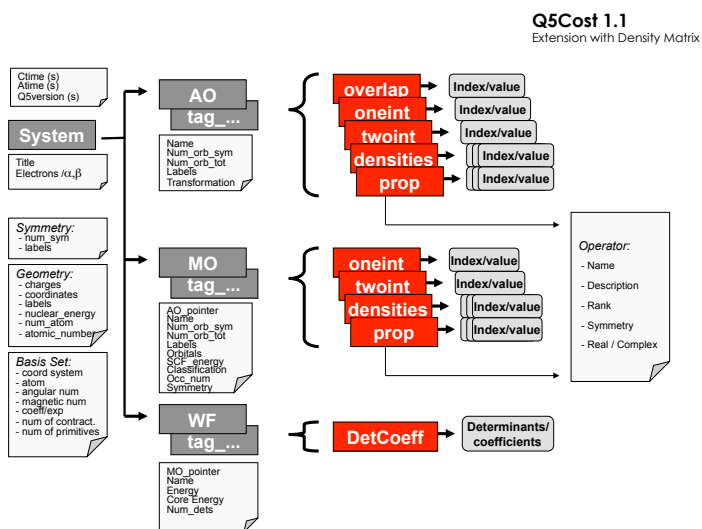 Q5Cost 1.1
Extension with Density Matrix
Ctime (s)
Atime (s)
Q5version (s)
System
Title
Electrons /α,β
Symmetry:
- num_sym
- labels
Geometry:
- charges
- coordinates
- labels
- nuclear_energy
- num_atom
- atomic_number
Basis Set:
- coord system
- atom
- angular num
- magnetic num
- coeff/exp
- num of contract.
- num of primitives
AO
tag_...
Name
Num_orb_sym
Num_orb_tot
Labels
Transformation
overlap
Index/value
oneint
Index/value
twoint
Index/value
densities
Index/value
prop
Index/value
MO
tag_...
AO_pointer
Name
Num_orb_sym
Num_orb_tot
Labels
Orbitals
SCF_energy
Classification
Occ_num
Symmetry
oneint
Index/value
twoint
Index/value
densities
Index/value
prop
Index/value
Operator:
- Name
- Description
- Rank
- Symmetry
- Real / Complex
WF
tag_...
MO_pointer
Name
Energy
Core Energy
Num_dets
DetCoeff
Determinants/
coefficients